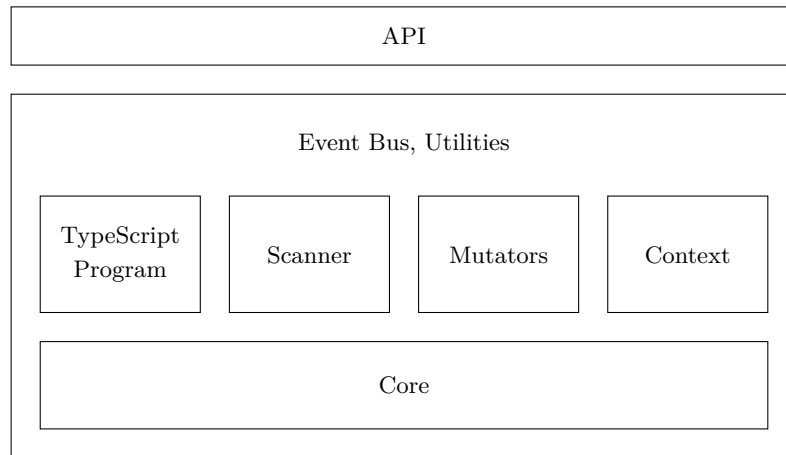 API
Event Bus, Utilities
TypeScript
Program
Scanner
Mutators
Context
Core